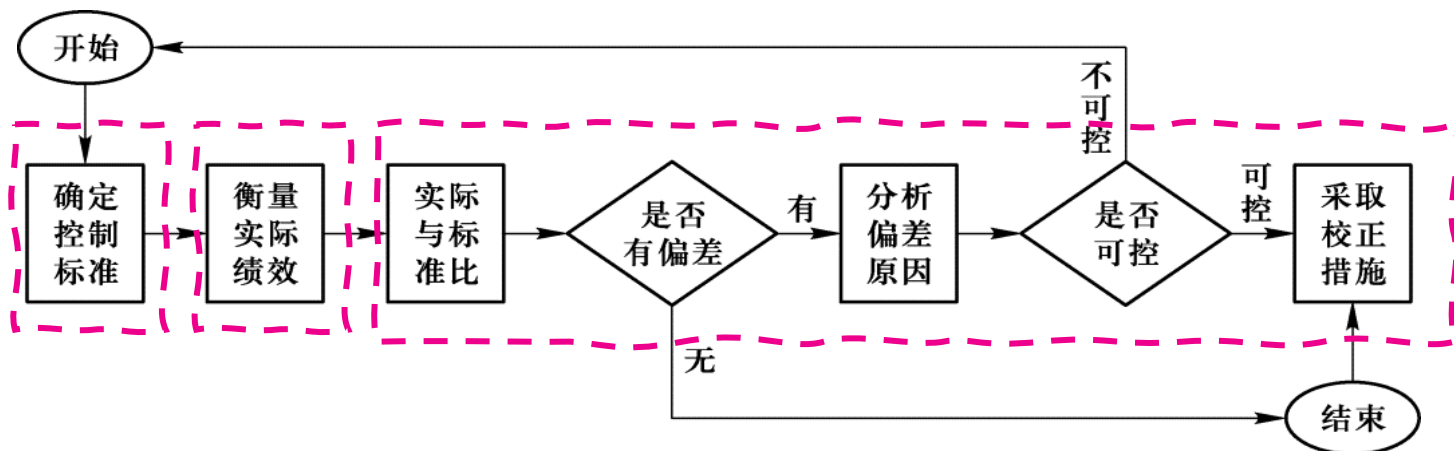 开始
不可控
确定
控制
标准
衡量
实际
绩效
实际
与标
准比
是否
有偏差
有
分析
偏差
原因
是否
可控
可控
采取
校正
措施
无
结束